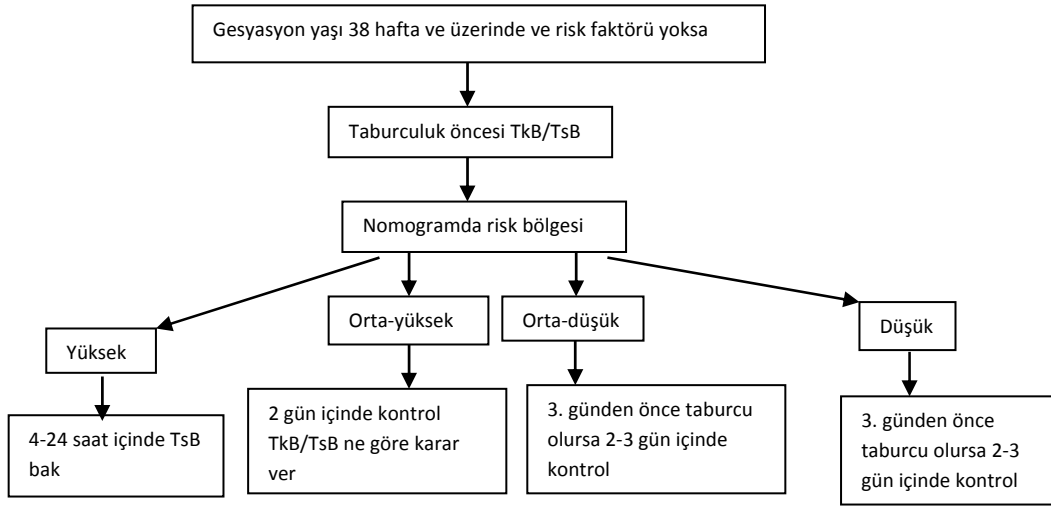 Gesyasyon yaşı 38 hafta ve üzerinde ve risk faktörü yoksa
Taburculuk öncesi TkB/TsB
Nomogramda risk bölgesi
Yüksek
Orta-yüksek
Orta-düşük
Düşük
4-24 saat içinde TsB
bak
2 gün içinde kontrol
TkB/TsB ne göre karar
ver
3. günden önce taburcu
olursa 2-3 gün içinde
kontrol
3. günden önce
taburcu olursa 2-3
gün içinde kontrol